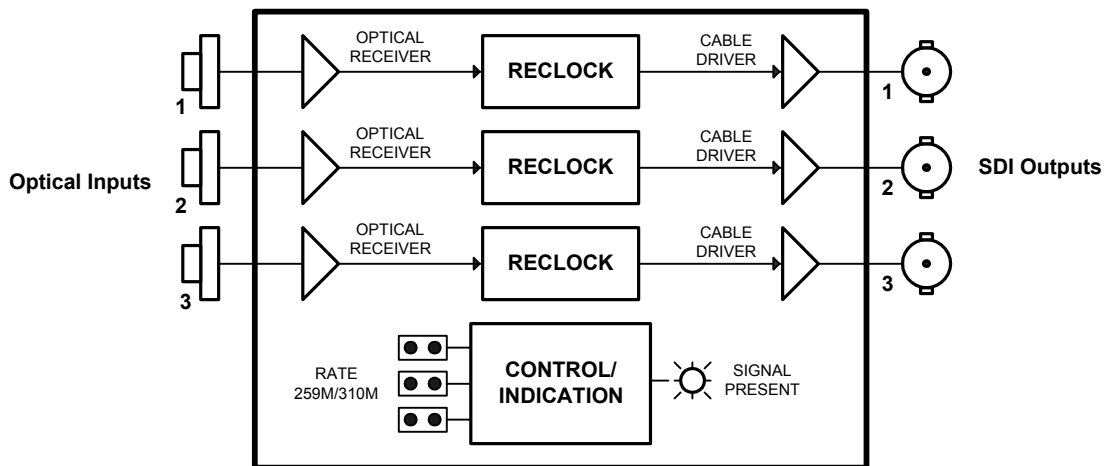 OPTICAL
RECEIVER
RECLOCK
CABLE
DRIVER
1
1
OPTICAL
RECEIVER
RECLOCK
CABLE
DRIVER
Optical Inputs
2
2
SDI Outputs
OPTICAL
RECEIVER
RECLOCK
CABLE
DRIVER
3
3
RATE
259M/310M
CONTROL/
INDICATION
SIGNAL
PRESENT